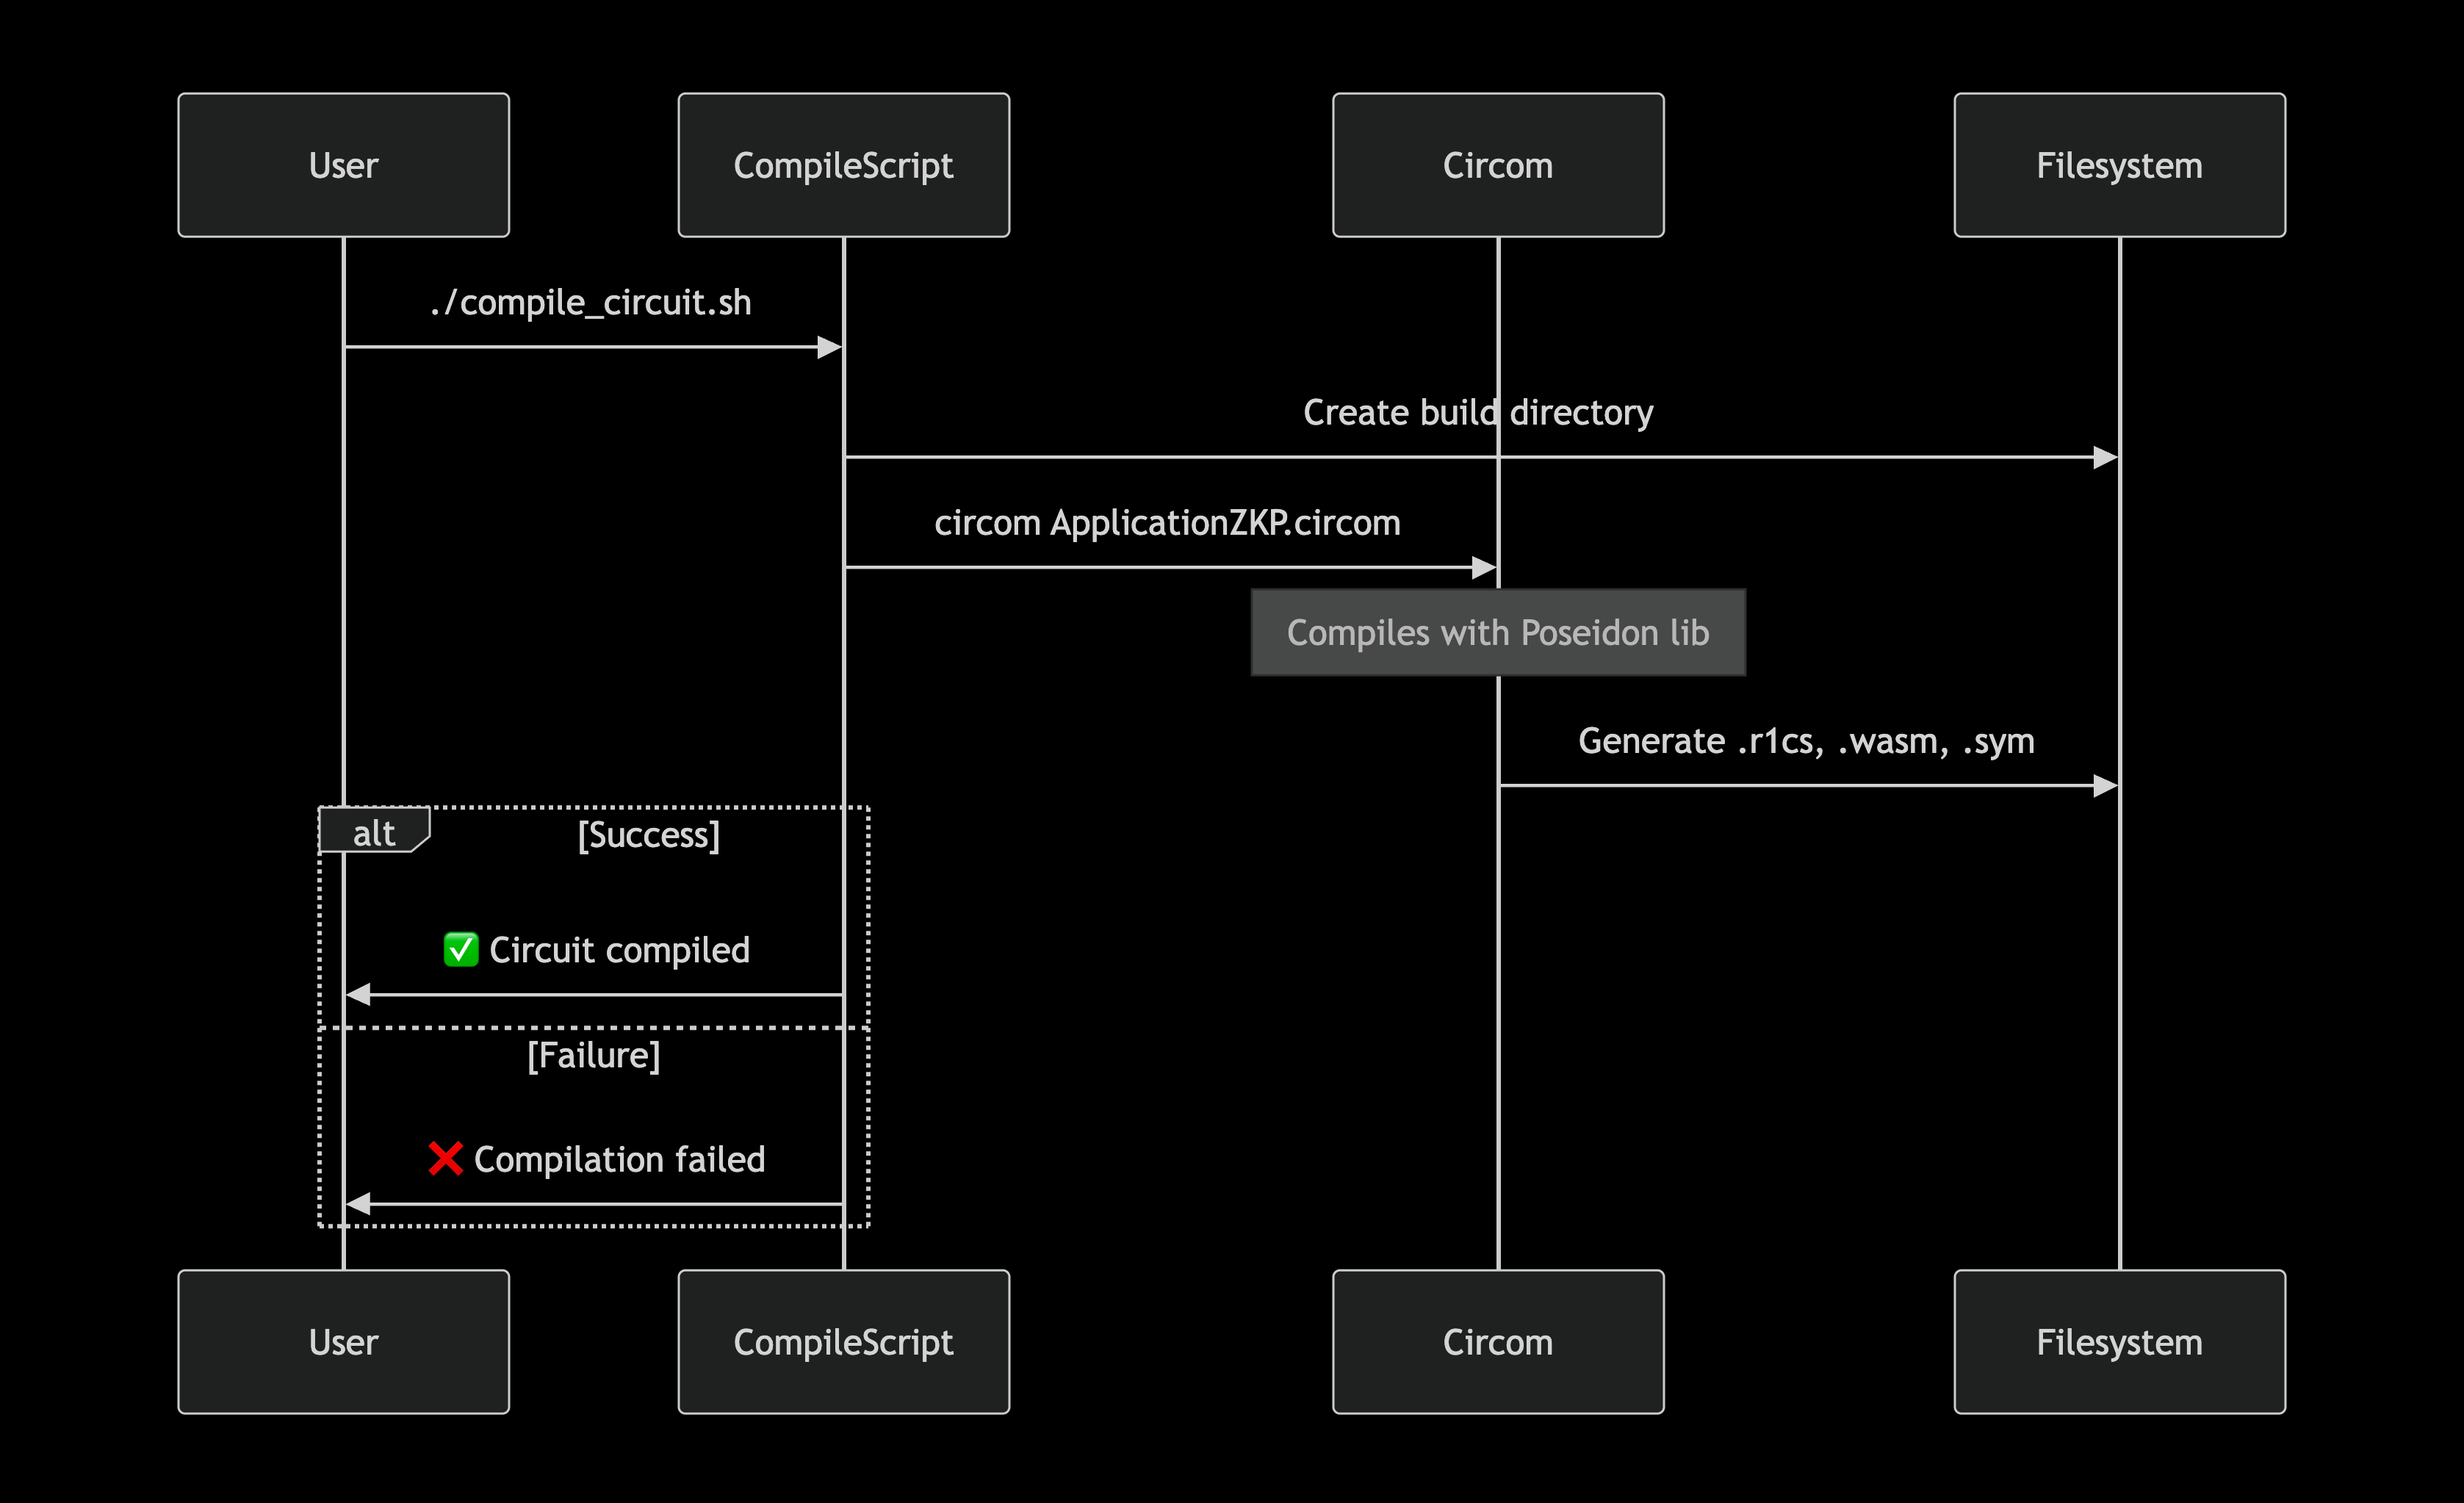 User
CompileScript
Circom
Filesystem
./compile_circuit.sh
Create build directory
circom ApplicationZKP.circom
Compiles with Poseidon lib
Generate .r1cs, .wasm, .sym
alt
[Success]
✅ Circuit compiled
[Failure]
❌ Compilation failed
User
CompileScript
Circom
Filesystem